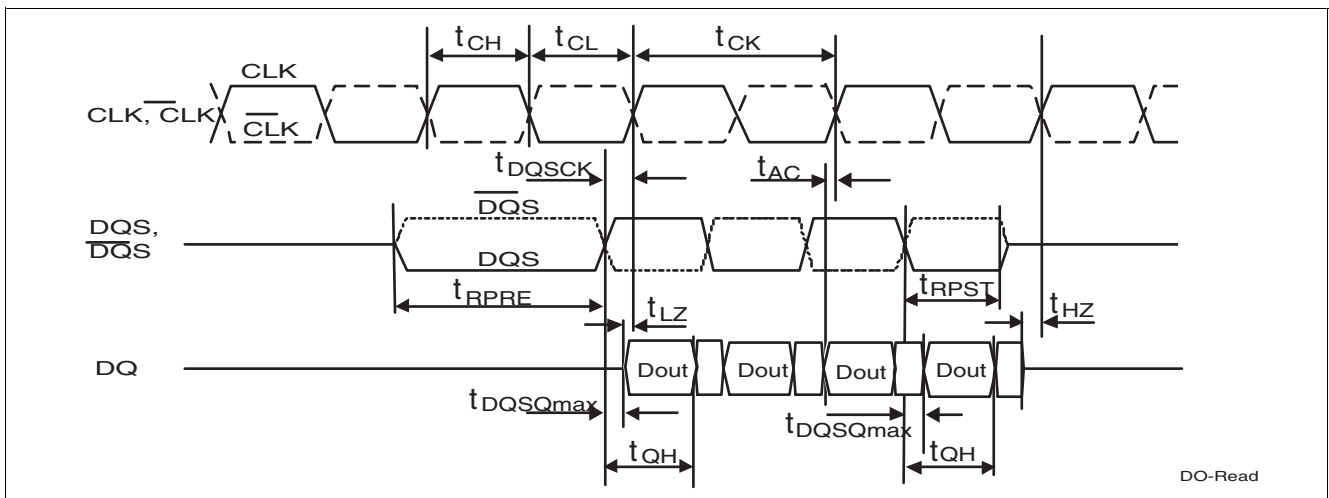 tCH tCL tCK
CLK
CLK, CLK
CLK
tDQSCK tAC
DQS
DQS,
DQS
DQS
tRPRE tRPST
tLZ tHZ
DQ
Dout Dout Dout Dout
tDQSQmax tDQSQmax
tQH tQH
DO-Read